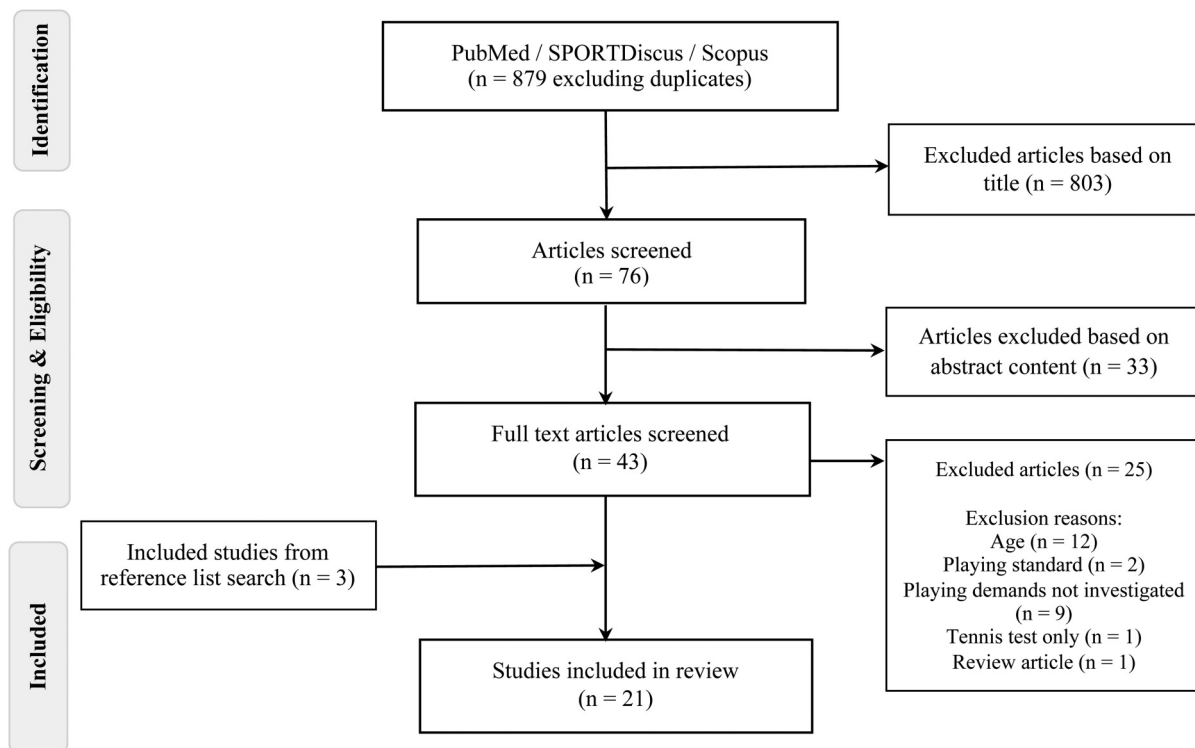 Identification
PubMed / SPORTDiscus / Scopus
(n = 879 excluding duplicates)
Excluded articles based on
title (n = 803)
Screening & Eligibility
Articles screened
(n = 76)
Articles excluded based on
abstract content (n = 33)
Full text articles screened
(n = 43)
Excluded articles (n = 25)
Exclusion reasons:
Age (n = 12)
Playing standard (n = 2)
Playing demands not investigated
(n = 9)
Tennis test only (n = 1)
Review article (n = 1)
Included
Included studies from
reference list search (n = 3)
Studies included in review
(n = 21)